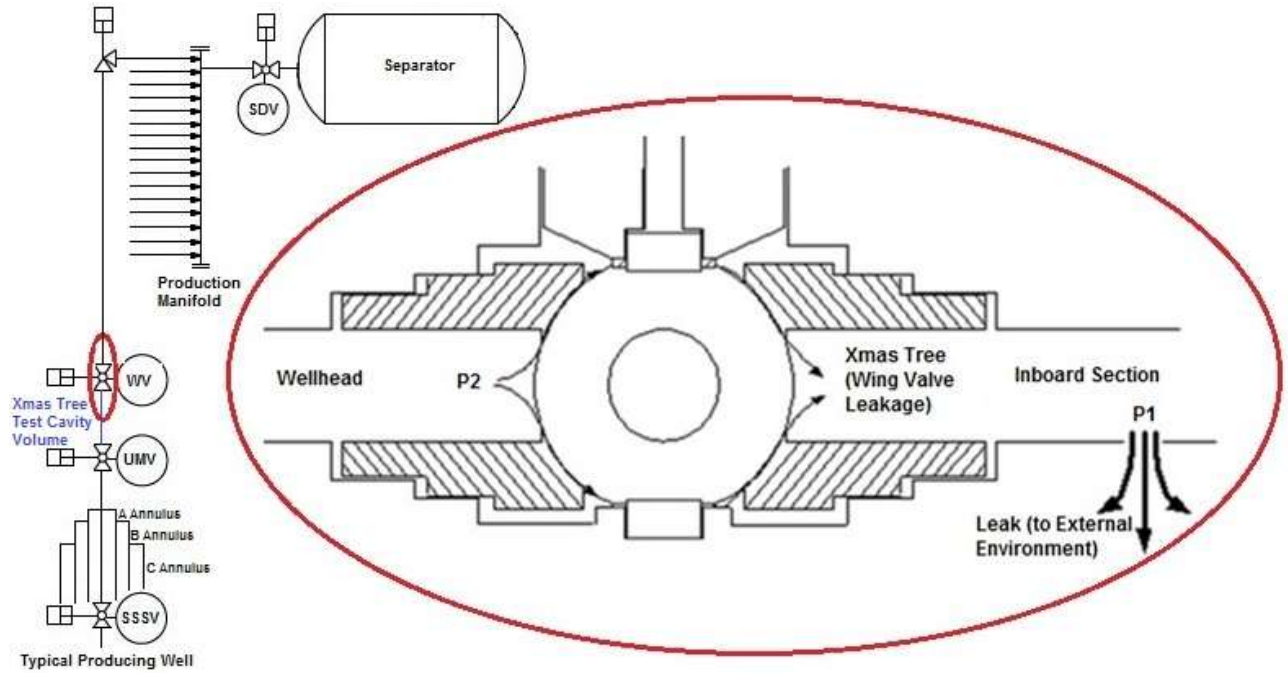 Separator
SDV
Production
Manifold
WV
Xmas Tree
Test Cavity
Volume
UMV
A Annulus
B Annulus
C Annulus
SSSV
Typical Producing Well
Wellhead
P2
Xmas Tree
(Wing Valve
Leakage)
Inboard Section
P1
Leak (to External
Environment)